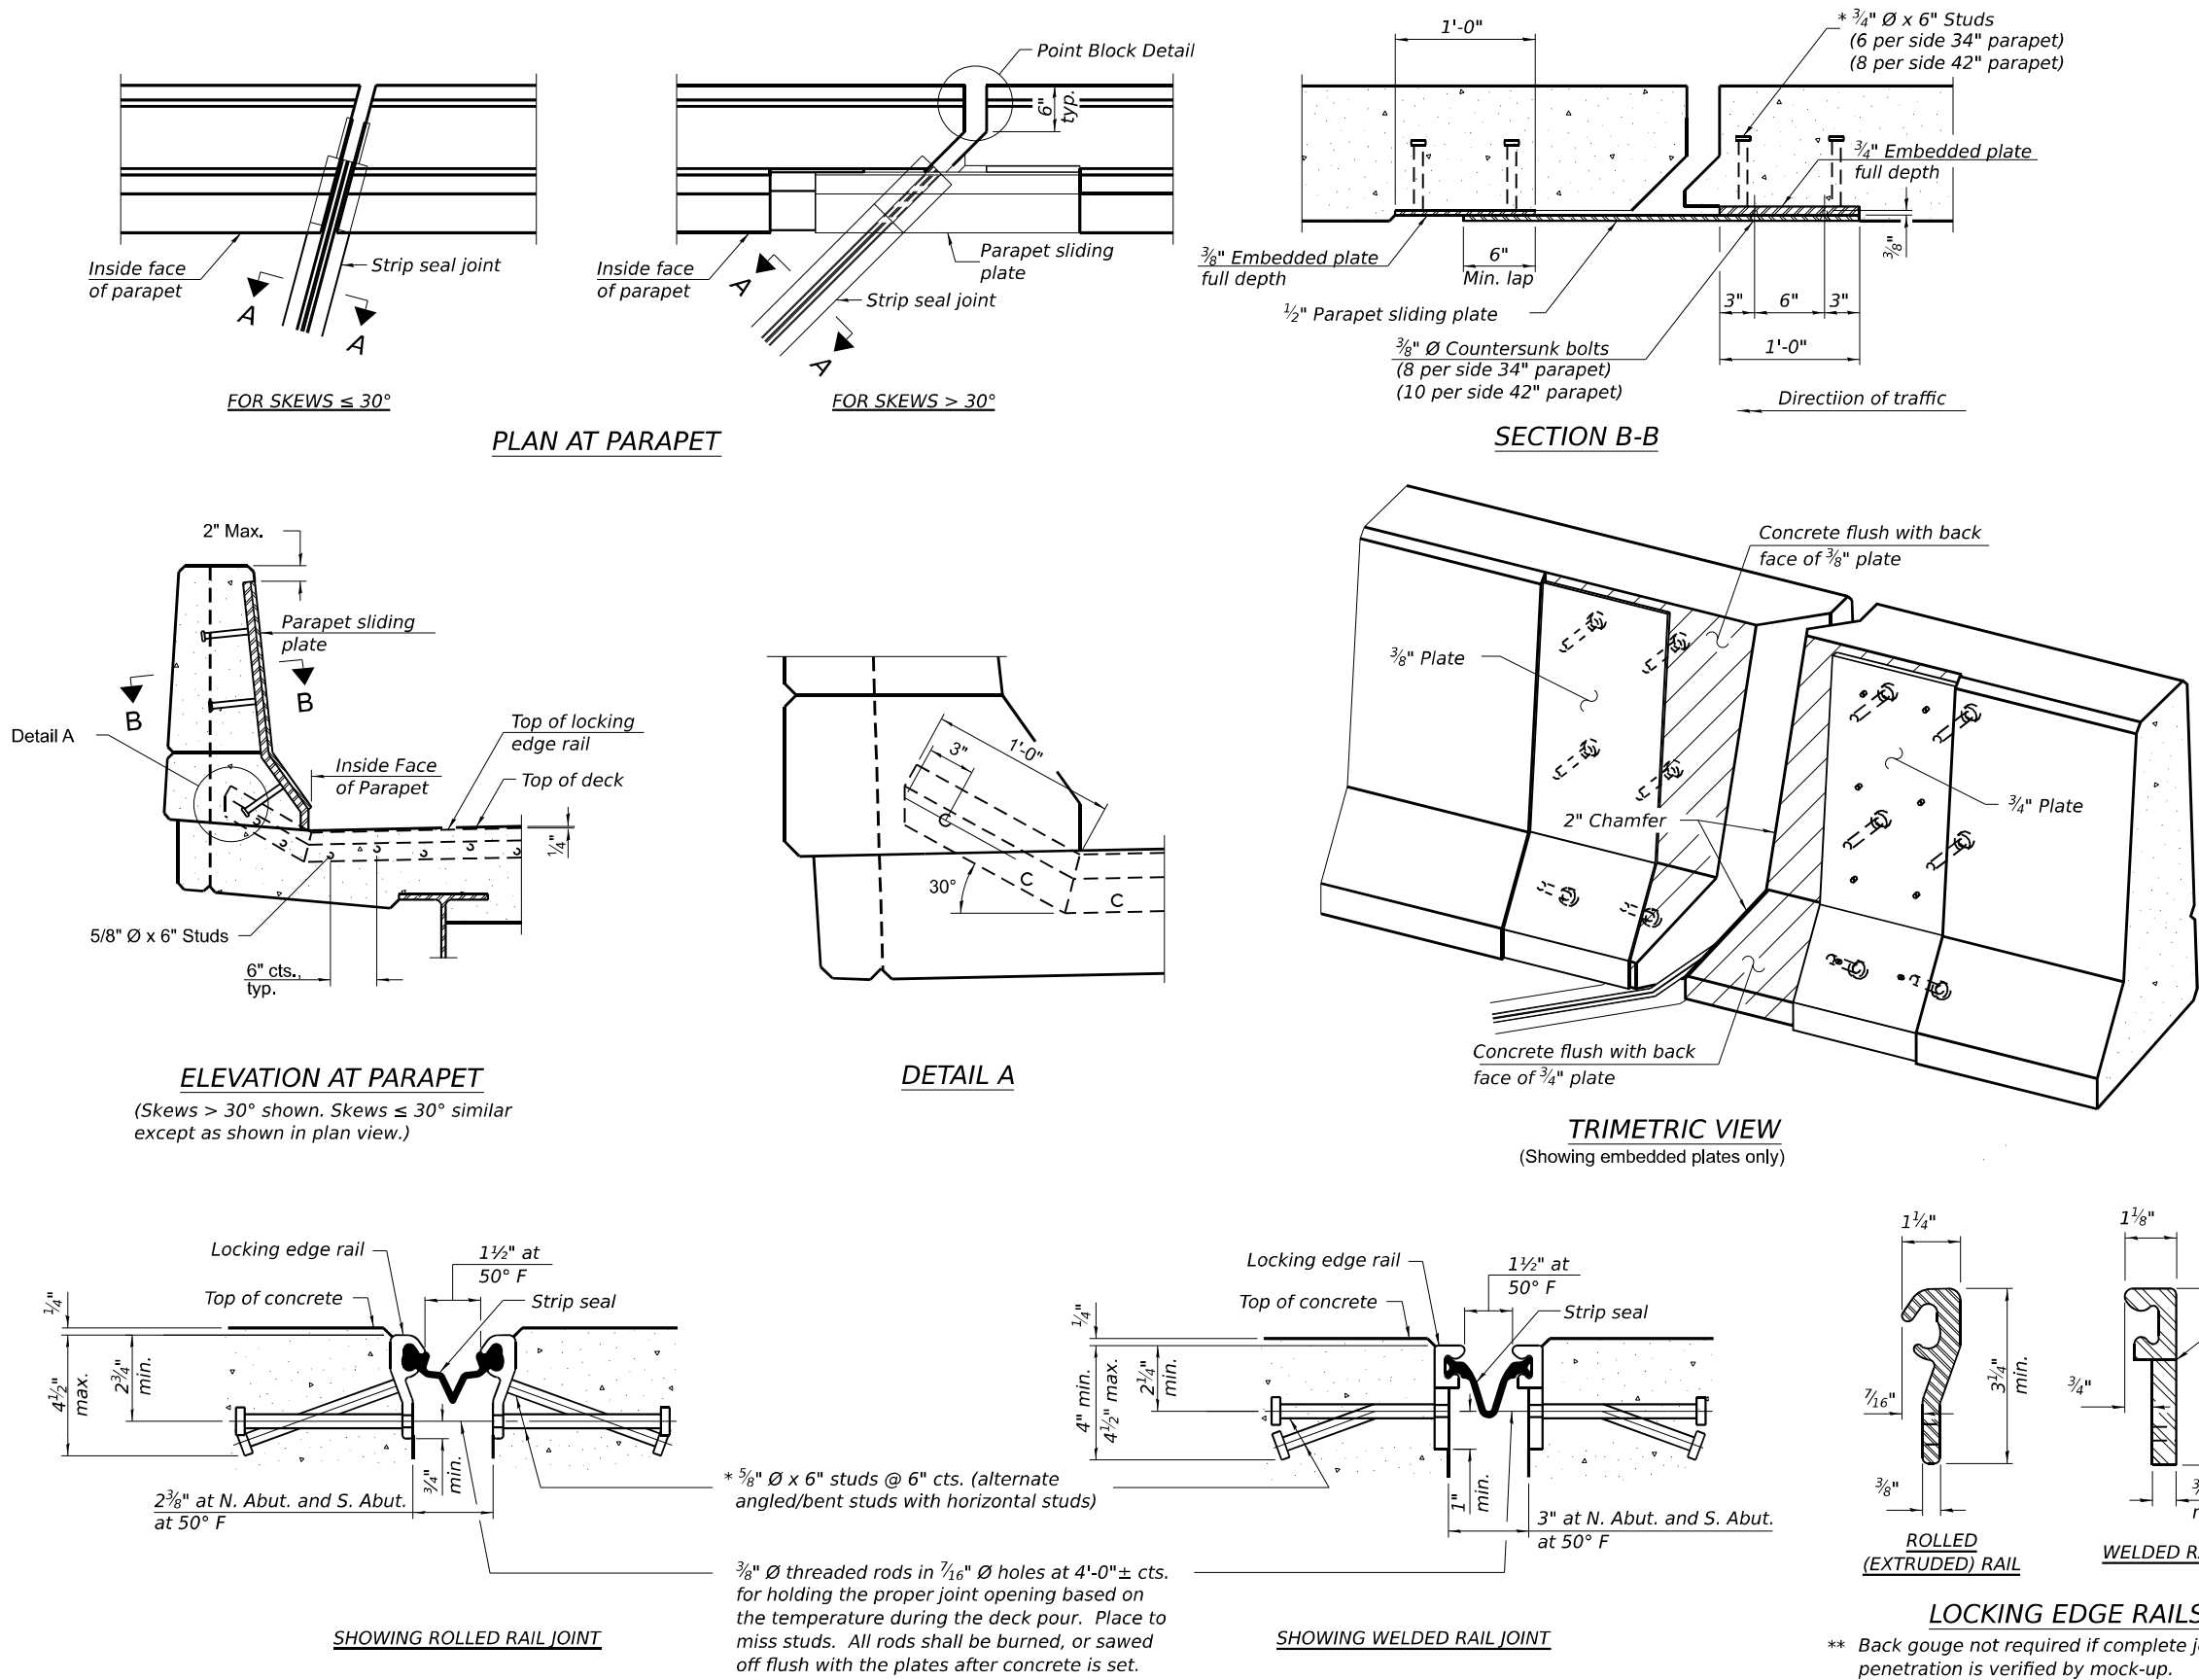 Point Block Detail
6"
typ.
Inside face
of parapet
Strip seal joint
A
A
FOR SKEWS ≤ 30°
Inside face
of parapet
Parapet sliding
plate
Strip seal joint
A
A
FOR SKEWS > 30°
PLAN AT PARAPET
1'-0"
* 3/4" Ø x 6" Studs
(6 per side 34" parapet)
(8 per side 42" parapet)
3/4" Embedded plate
full depth
3/8" Embedded plate
full depth
6"
Min. lap
3/8"
1/2" Parapet sliding plate
3"
6"
3"
1'-0"
3/8" Ø Countersunk bolts
(8 per side 34" parapet)
(10 per side 42" parapet)
Directiion of traffic
SECTION B-B
2" Max.
Parapet sliding
plate
B
B
Detail A
Top of locking
edge rail
Inside Face
of Parapet
Top of deck
1/4"
5/8" Ø x 6" Studs
6" cts.,
typ.
ELEVATION AT PARAPET
(Skews > 30° shown. Skews ≤ 30° similar
except as shown in plan view.)
1'-0"
3"
30°
DETAIL A
Concrete flush with back
face of 3/8" plate
3/8" Plate
3/4" Plate
2" Chamfer
Concrete flush with back
face of 3/4" plate
TRIMETRIC VIEW
(Showing embedded plates only)
Locking edge rail
1½" at
50° F
Top of concrete
Strip seal
1/4"
4 1/2"
max.
2 3/4"
min.
3/4"
min.
2 3/8" at N. Abut. and S. Abut.
at 50° F
SHOWING ROLLED RAIL JOINT
* 5/8" Ø x 6" studs @ 6" cts. (alternate
angled/bent studs with horizontal studs)
3/8" Ø threaded rods in 7/16" Ø holes at 4'-0"± cts.
for holding the proper joint opening based on
the temperature during the deck pour. Place to
miss studs. All rods shall be burned, or sawed
off flush with the plates after concrete is set.
Locking edge rail
1½" at
50° F
Top of concrete
Strip seal
1/4"
4" min.
4 1/2" max.
2 1/4"
min.
1"
min.
3" at N. Abut. and S. Abut.
at 50° F
SHOWING WELDED RAIL JOINT
1 1/4"
7/16"
3 1/4"
min.
3/8"
ROLLED
(EXTRUDED) RAIL
1 1/8"
3/4"
WELDED
LOCKING EDGE RAILS
** Back gouge not required if complete
penetration is verified by mock-up.